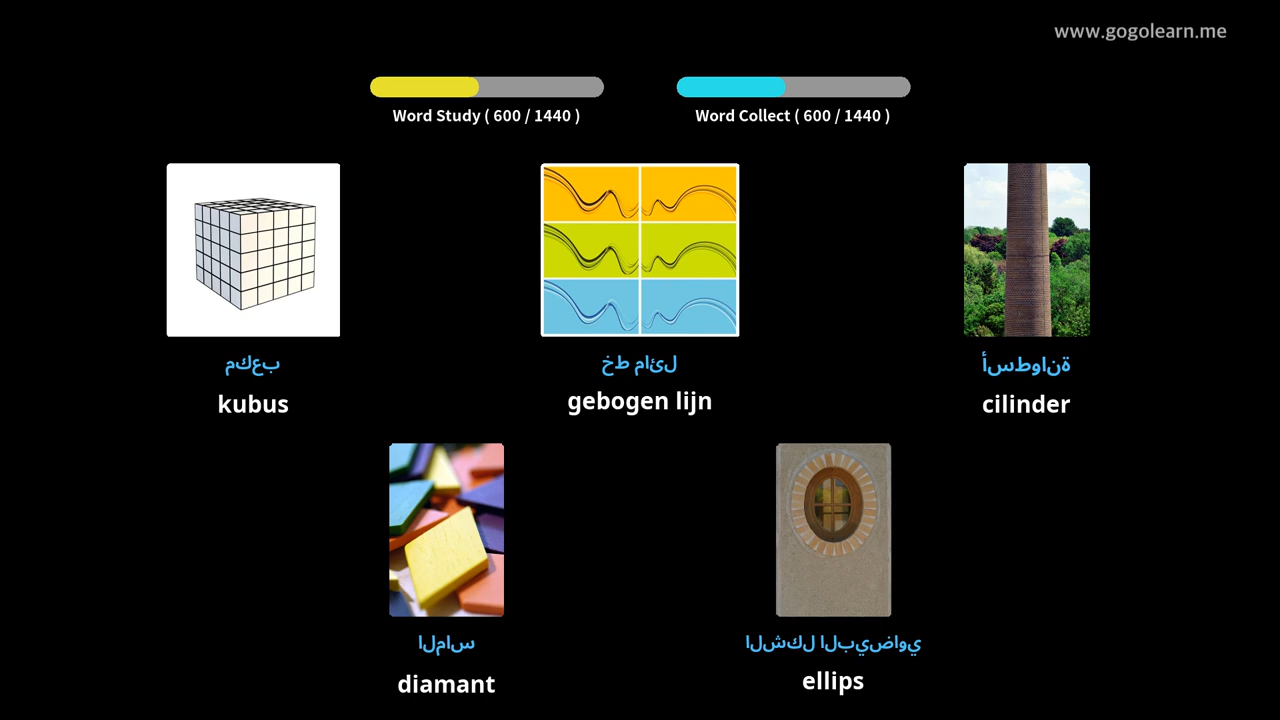 www.gogolearn.me
Word Study ( 600 / 1440 )
Word Collect ( 600 / 1440 )
مكعب
kubus
خط مائل
gebogen lijn
أسطوانة
cilinder
الماس
diamant
الشكل البيضاوي
ellips